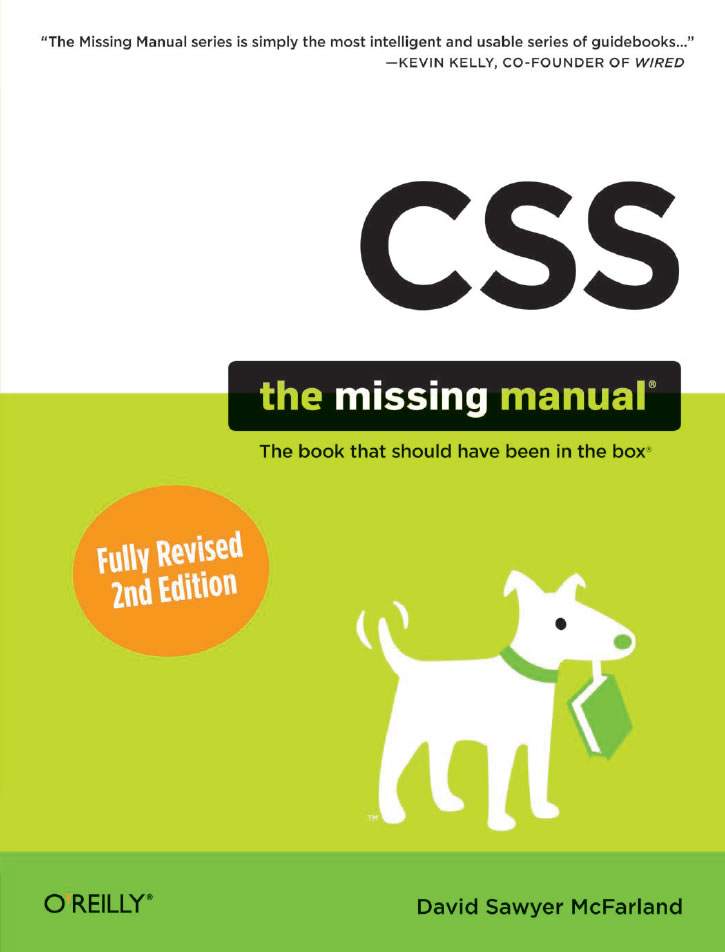 “The Missing Manual series is simply the most intelligent and usable series of guidebooks...”
—KEVIN KELLY, CO-FOUNDER OF WIRED
CSS
the missing manual®
The book that should have been in the box®
Fully Revised
2nd Edition
TM
O'REILLY®
David Sawyer McFarland